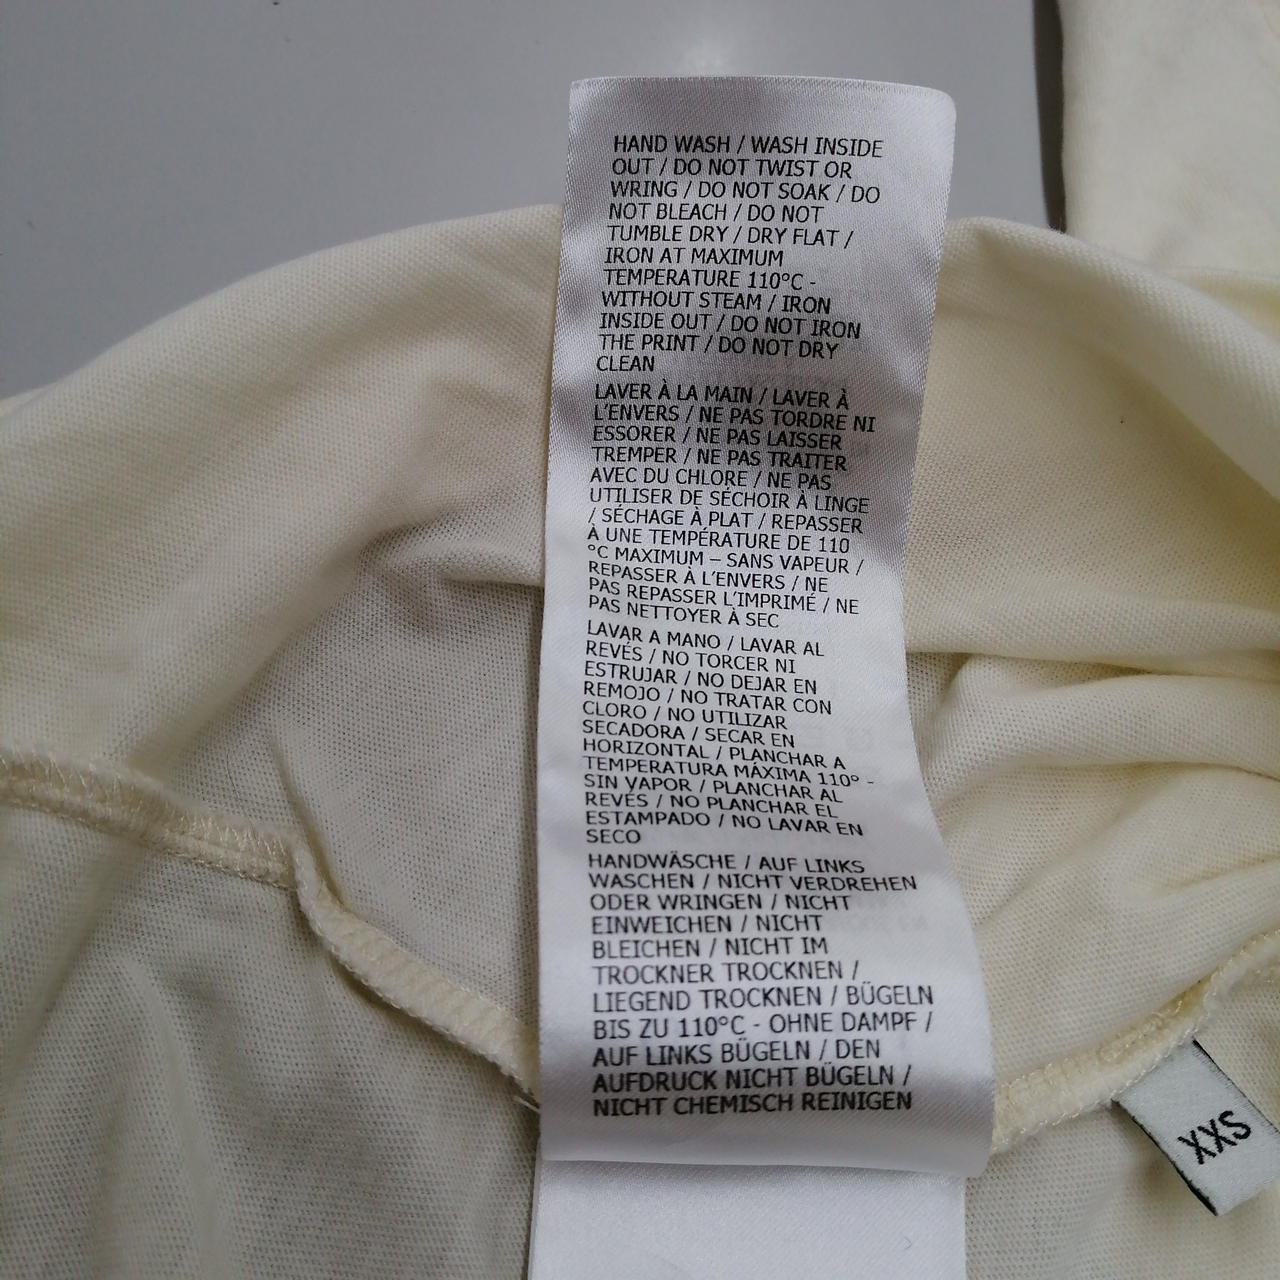 HAND WASH / WASH INSIDE
OUT / DO NOT TWIST OR
WRING / DO NOT SOAK / DO
NOT BLEACH / DO NOT
TUMBLE DRY / DRY FLAT /
IRON AT MAXIMUM
TEMPERATURE 110°C -
WITHOUT STEAM / IRON
INSIDE OUT / DO NOT IRON
THE PRINT / DO NOT DRY
CLEAN
LAVER À LA MAIN / LAVER À
L'ENVERS / NE PAS TORDRE NI
ESSORER / NE PAS LAISSER
TREMPER / NE PAS TRAITER
AVEC DU CHLORE / NE PAS
UTILISER DE SÉCHOIR À LINGE
/ SÉCHAGE À PLAT / REPASSER
À UNE TEMPÉRATURE DE 110
°C MAXIMUM – SANS VAPEUR /
REPASSER À L'ENVERS / NE
PAS REPASSER L'IMPRIMÉ / NE
PAS NETTOYER À SEC
LAVAR A MANO / LAVAR AL
REVÉS / NO TORCER NI
ESTRUJAR / NO DEJAR EN
REMOJO / NO TRATAR CON
CLORO / NO UTILIZAR
SECADORA / SECAR EN
HORIZONTAL / PLANCHAR A
TEMPERATURA MÁXIMA 110° -
SIN VAPOR / PLANCHAR AL
REVÉS / NO PLANCHAR EL
ESTAMPADO / NO LAVAR EN
SECO
HANDWÄSCHE / AUF LINKS
WASCHEN / NICHT VERDREHEN
ODER WRINGEN / NICHT
EINWEICHEN / NICHT
BLEICHEN / NICHT IM
TROCKNER TROCKNEN /
LIEGEND TROCKNEN / BÜGELN
BIS ZU 110°C - OHNE DAMPF /
AUF LINKS BÜGELN / DEN
AUFDRUCK NICHT BÜGELN /
NICHT CHEMISCH REINIGEN
XXS